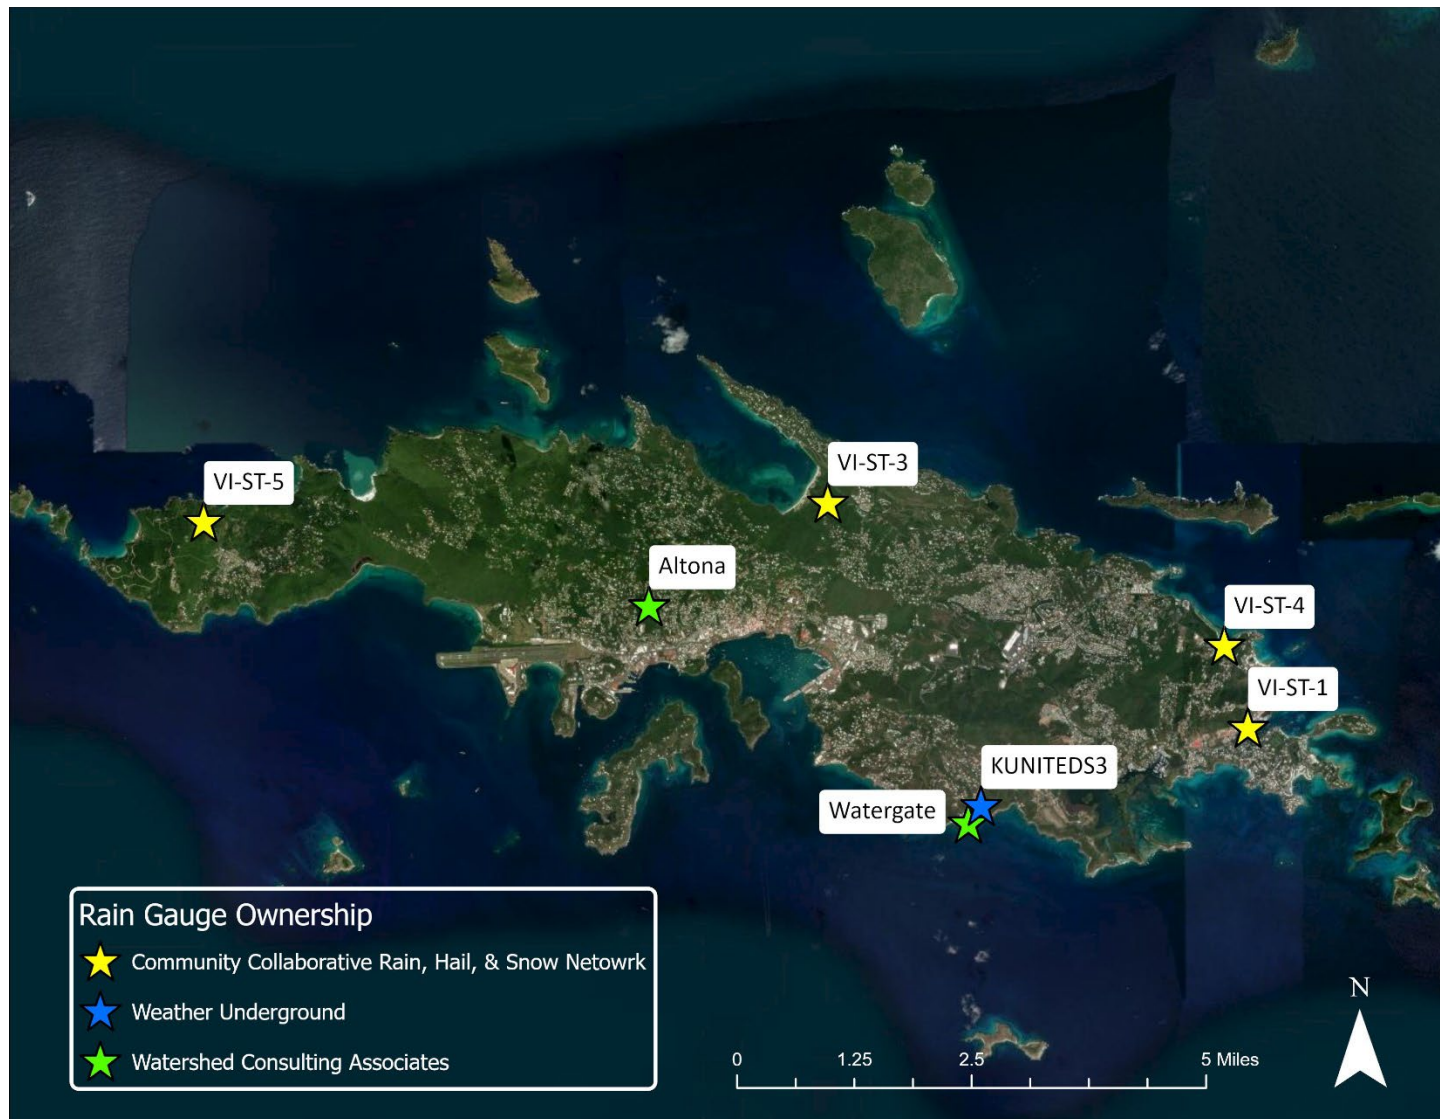 VI-ST-3
VI-ST-5
Altona
VI-ST-4
VI-ST-1
KUNITEDS3
Watergate
Rain Gauge Ownership
Community Collaborative Rain, Hail, & Snow Netowrk
Weather Underground
Watershed Consulting Associates
N
0 1.25 2.5 5 Miles